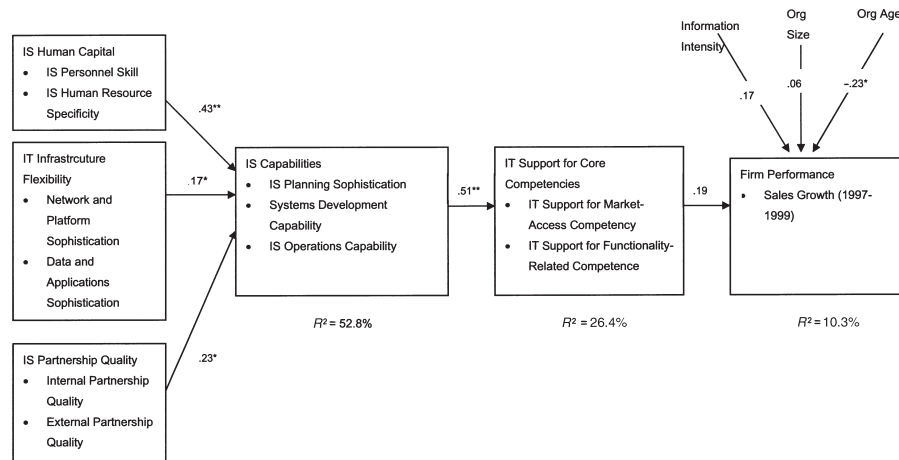 IS Human Capital
• IS Personnel Skill
• IS Human Resource
Specificity
.43**
IT Infrastrcuture
Flexibility
• Network and
Platform
Sophistication
• Data and
Applications
Sophistication
.17*
IS Partnership Quality
• Internal Partnership
Quality
• External Partnership
Quality
.23*
IS Capabilities
• IS Planning Sophistication
• Systems Development
Capability
• IS Operations Capability
R² = 52.8%
.51**
IT Support for Core
Competencies
• IT Support for Market-
Access Competency
• IT Support for Functionality-
Related Competence
R² = 26.4%
.19
Information
Intensity
.17
Org
Size
.06
Org Age
–.23*
Firm Performance
• Sales Growth (1997-
1999)
R² = 10.3%